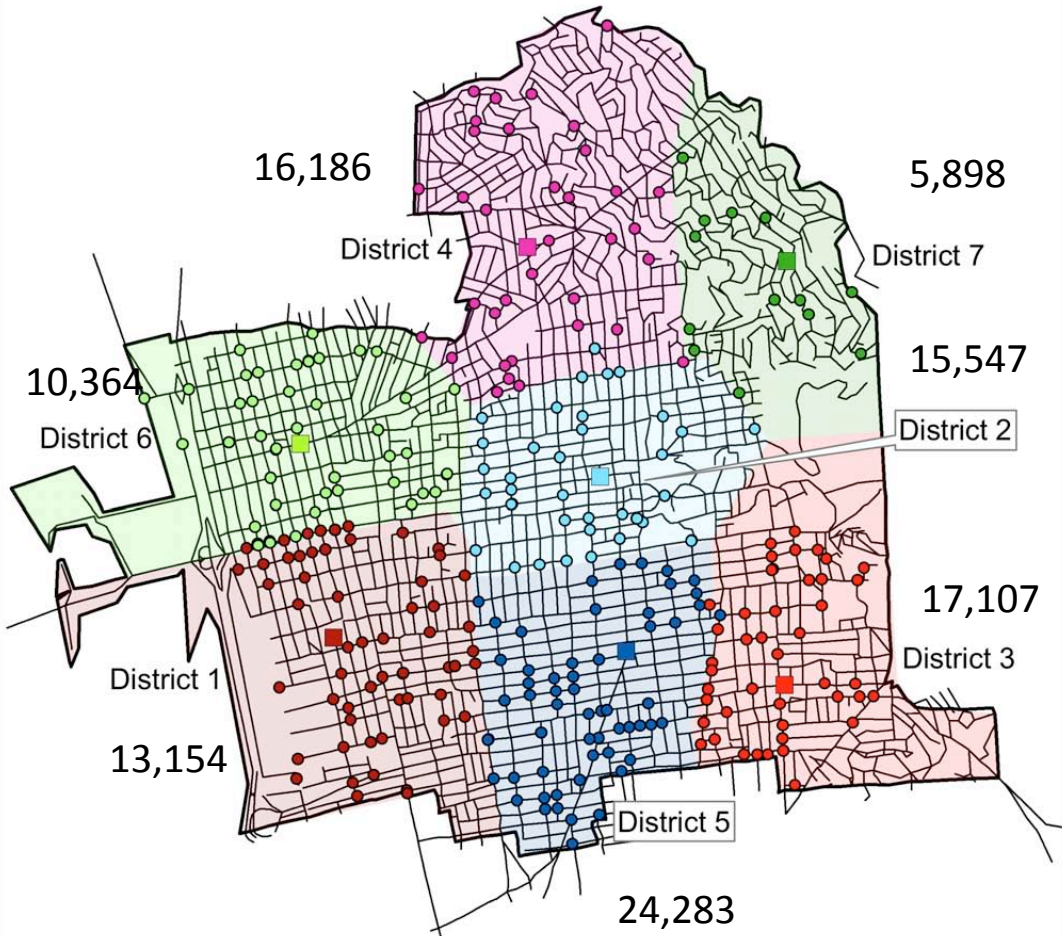 16,186
5,898
District 4
District 7
15,547
10,364
District 2
District 6
17,107
District 3
District 1
13,154
District 5
24,283